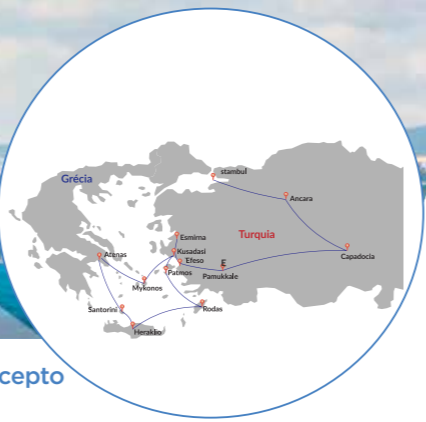 stambul
Grécia
Ancara
Turquia
Esmirna
Kusadasi
Efeso
E
Capadocia
Atenas
Patmos
Pamukkale
Mykonos
Santorini
Rodas
Heraklio
cepto